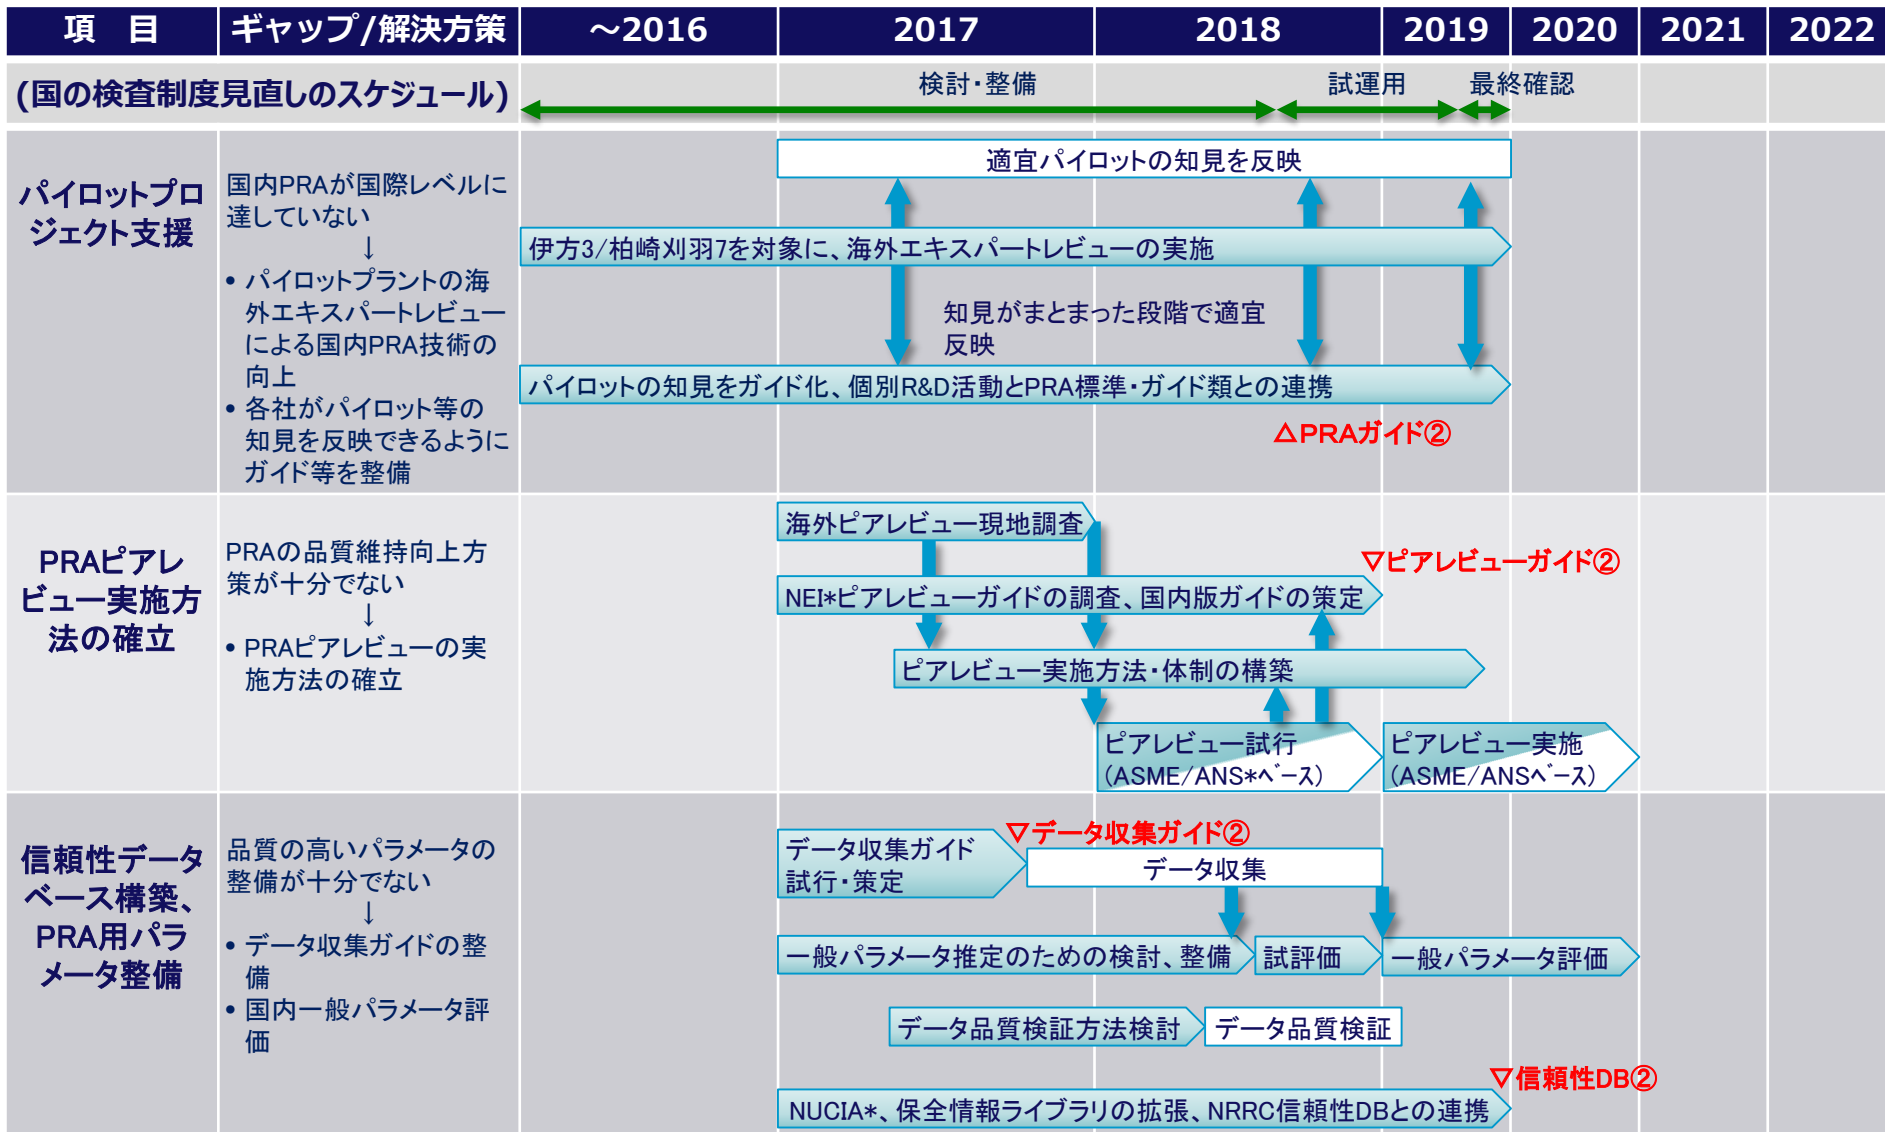 項　目
ギャップ/解決方策
～2016
2017
2018
2019
2020
2021
2022
(国の検査制度見直しのスケジュール)
検討・整備
試運用
最終確認
パイロットプロ
ジェクト支援
国内PRAが国際レベルに
達していない
↓
• パイロットプラントの海
外エキスパートレビュー
による国内PRA技術の
向上
• 各社がパイロット等の
知見を反映できるように
ガイド等を整備
適宜パイロットの知見を反映
伊方3/柏崎刈羽7を対象に、海外エキスパートレビューの実施
知見がまとまった段階で適宜
反映
パイロットの知見をガイド化、個別R&D活動とPRA標準・ガイド類との連携
△PRAガイド②
PRAピアレ
ビュー実施方
法の確立
PRAの品質維持向上方
策が十分でない
↓
• PRAピアレビューの実
施方法の確立
海外ピアレビュー現地調査
▽ピアレビューガイド②
NEI*ピアレビューガイドの調査、国内版ガイドの策定
ピアレビュー実施方法・体制の構築
ピアレビュー試行
(ASME/ANS*ﾍﾞｰｽ)
ピアレビュー実施
(ASME/ANSﾍﾞｰｽ)
信頼性データ
ベース構築、
PRA用パラ
メータ整備
品質の高いパラメータの
整備が十分でない
↓
• データ収集ガイドの整
備
• 国内一般パラメータ評
価
データ収集ガイド
試行・策定
▽データ収集ガイド②
データ収集
一般パラメータ推定のための検討、整備
試評価
一般パラメータ評価
データ品質検証方法検討
データ品質検証
▽信頼性DB②
NUCIA*、保全情報ライブラリの拡張、NRRC信頼性DBとの連携